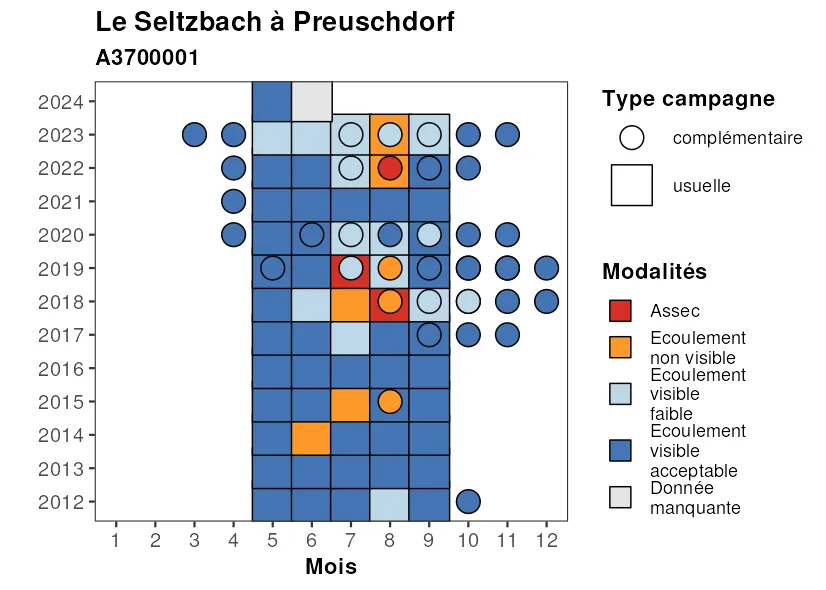 Le Seltzbach à Preuschdorf
A3700001
2024
2023
2022
2021
2020
2019
2018
2017
2016
2015
2014
2013
2012
1 2 3 4 5 6 7 8 9 10 11 12
Mois
Type campagne
complémentaire
usuelle
Modalités
Assec
Ecoulement
non visible
Ecoulement
visible
faible
Ecoulement
visible
acceptable
Donnée
manquante